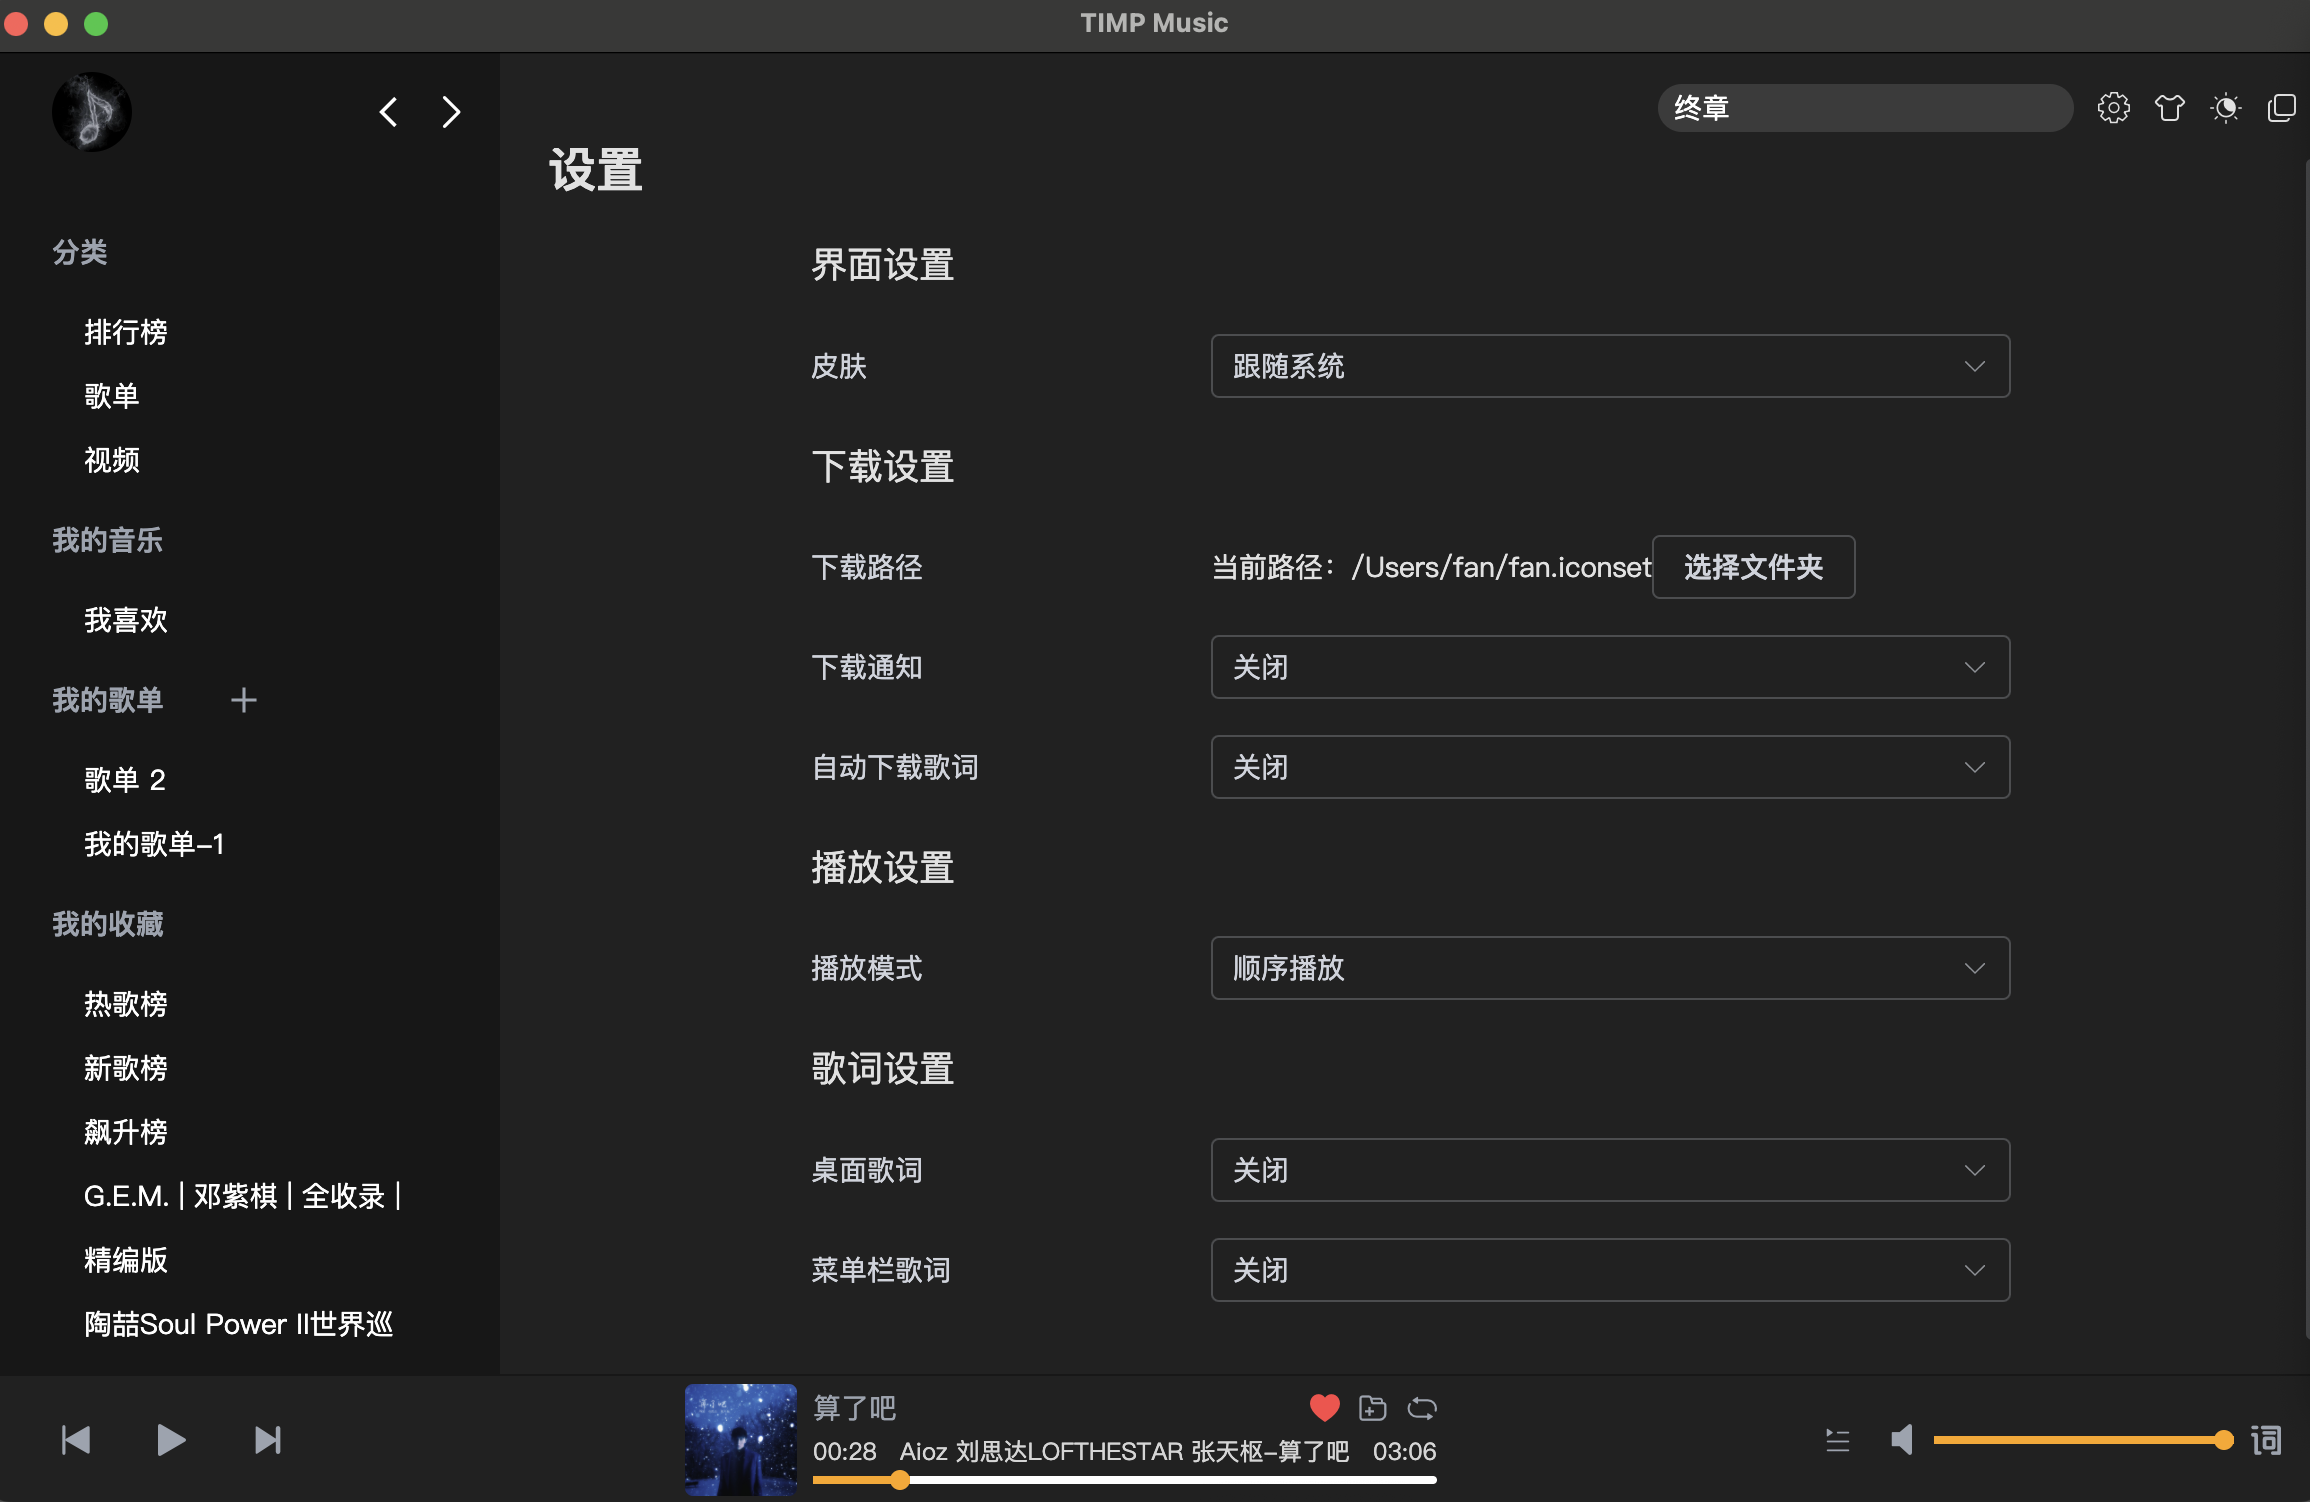 TIMP Music
终章
设置
分类
排行榜
歌单
视频
我的音乐
我喜欢
我的歌单
歌单 2
我的歌单-1
我的收藏
热歌榜
新歌榜
飙升榜
G.E.M. | 邓紫棋 | 全收录 |
精编版
陶喆Soul Power II世界巡
界面设置
皮肤 跟随系统
下载设置
下载路径 当前路径：/Users/fan/fan.iconset 选择文件夹
下载通知 关闭
自动下载歌词 关闭
播放设置
播放模式 顺序播放
歌词设置
桌面歌词 关闭
菜单栏歌词 关闭
算了吧
00:28 Aioz 刘思达LOFTHESTAR 张天枢-算了吧 03:06
词